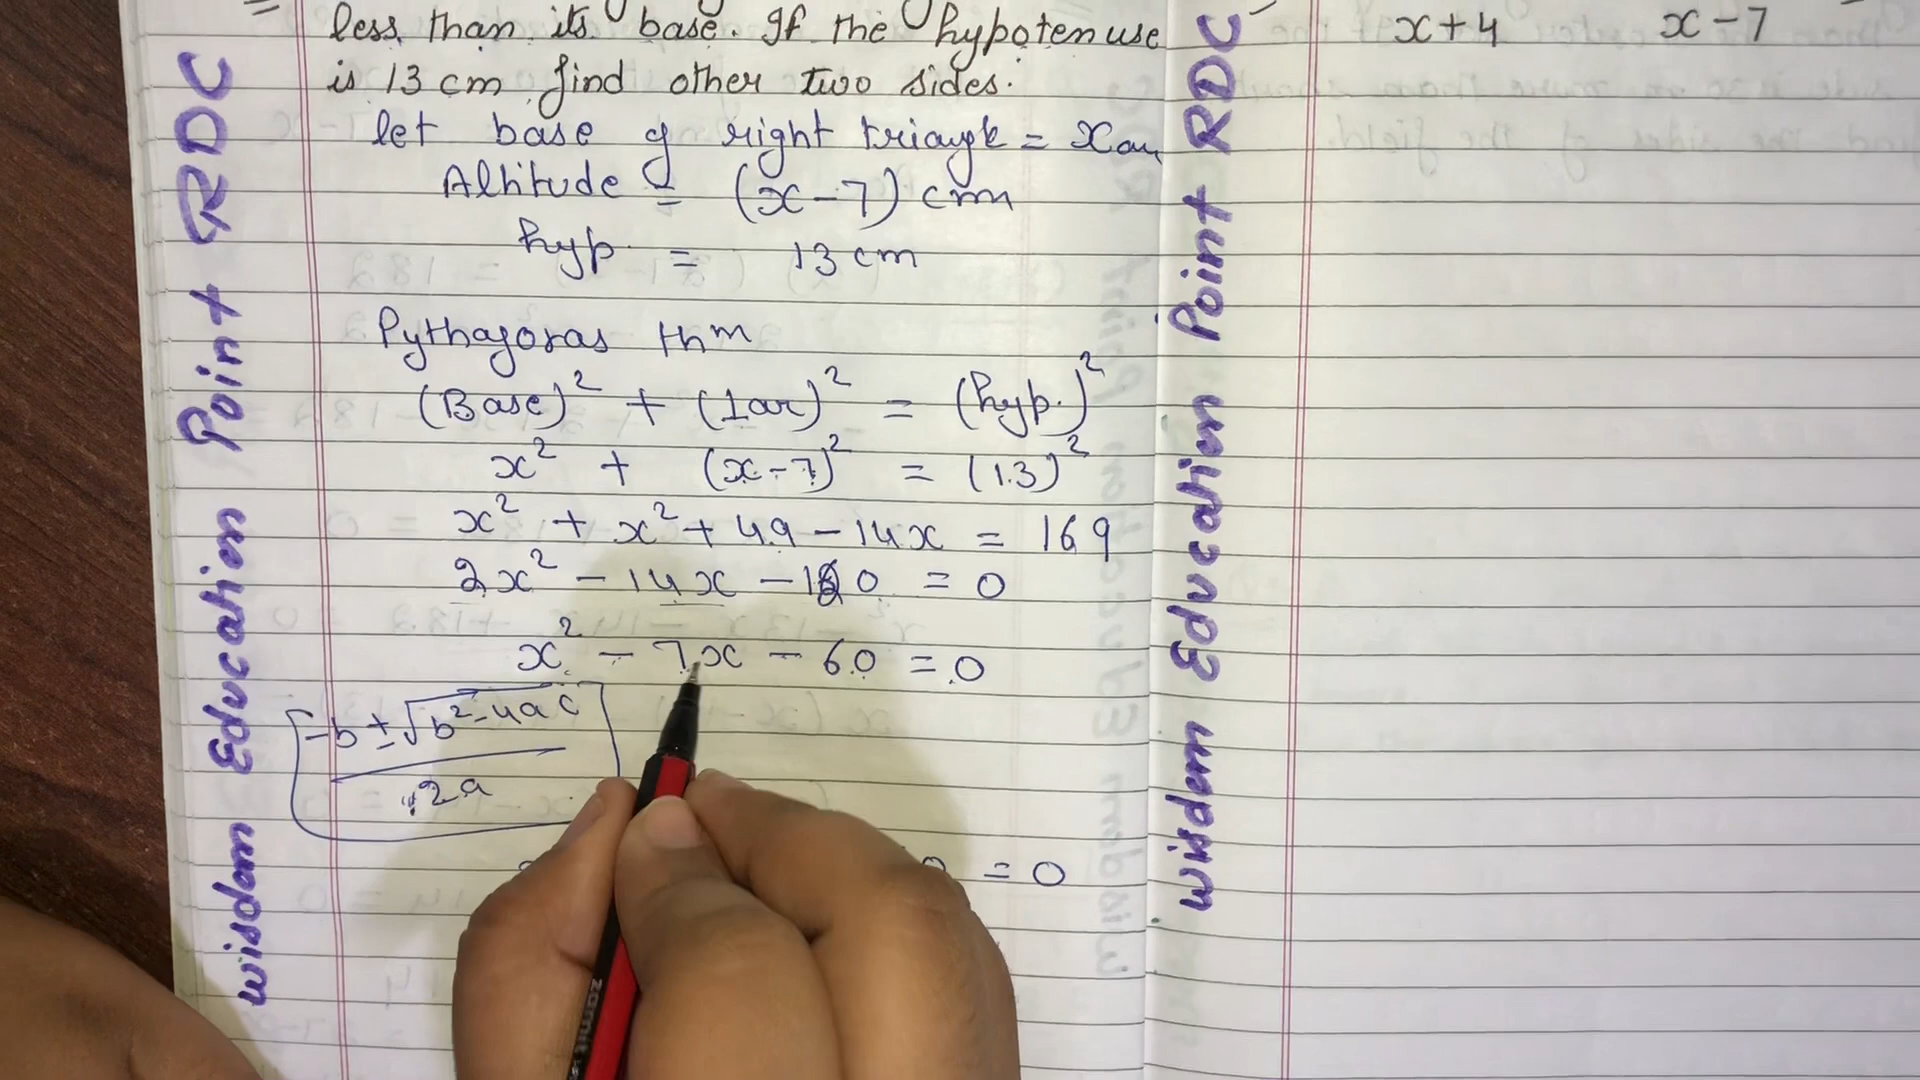 less than its base. If the hypotenuse
is 13 cm find other two sides.
let base of right triangle = x cm
Altitude = (x-7) cm
hyp. = 13 cm
Pythagoras thm
(Base)² + (⊥ar)² = (hyp.)²
x² + (x-7)² = (13)²
x² + x² + 49 - 14x = 169
2x² - 14x - 120 = 0
x² - 7x - 60 = 0
-b ± √b²-4ac
2a
= 0
x+4 x-7
wisdom Education Point RDC
wisdom Education Point RDC